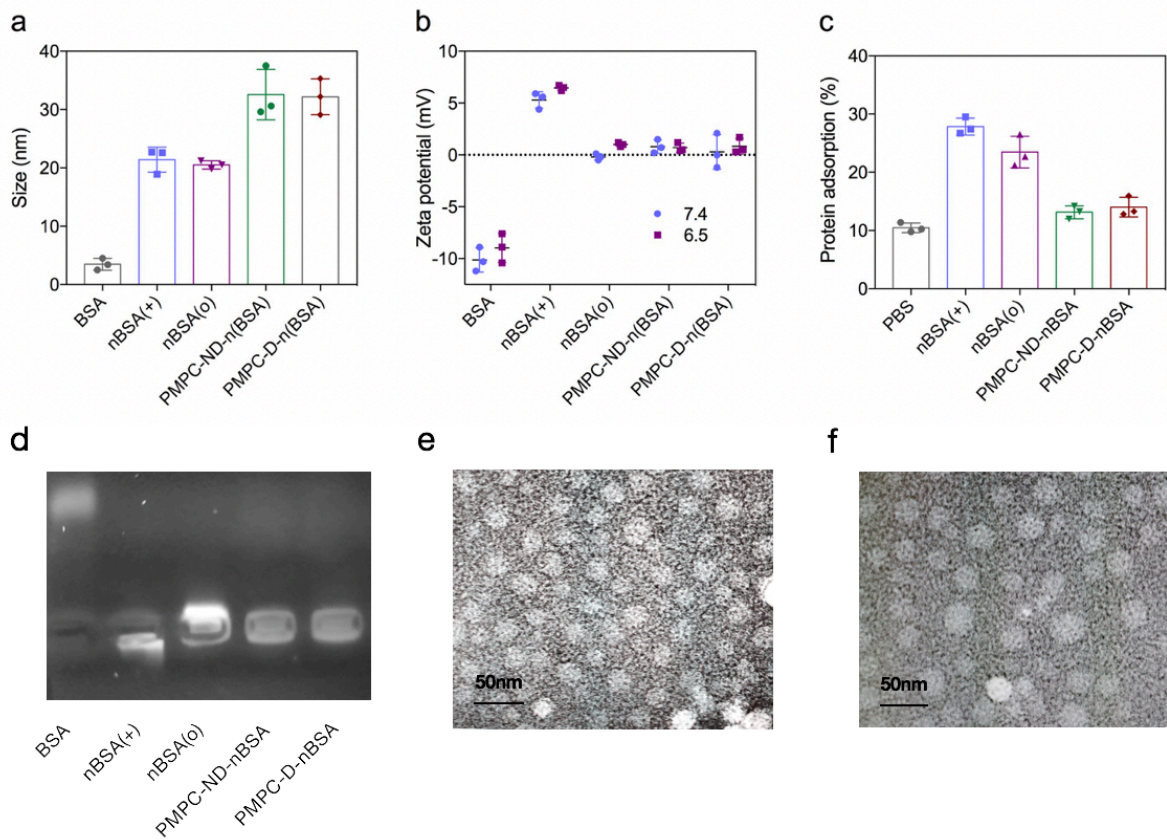 a
Size (nm)
40
30
20
10
0
BSA
nBSA(+)
nBSA(o)
PMPC-ND-n(BSA)
PMPC-D-n(BSA)
b
Zeta potential (mV)
10
5
0
-5
-10
7.4
6.5
BSA
nBSA(+)
nBSA(o)
PMPC-ND-n(BSA)
PMPC-D-n(BSA)
c
Protein adsorption (%)
40
30
20
10
0
PBS
nBSA(+)
nBSA(o)
PMPC-ND-nBSA
PMPC-D-nBSA
d
BSA
nBSA(+)
nBSA(o)
PMPC-ND-nBSA
PMPC-D-nBSA
e
50nm
f
50nm